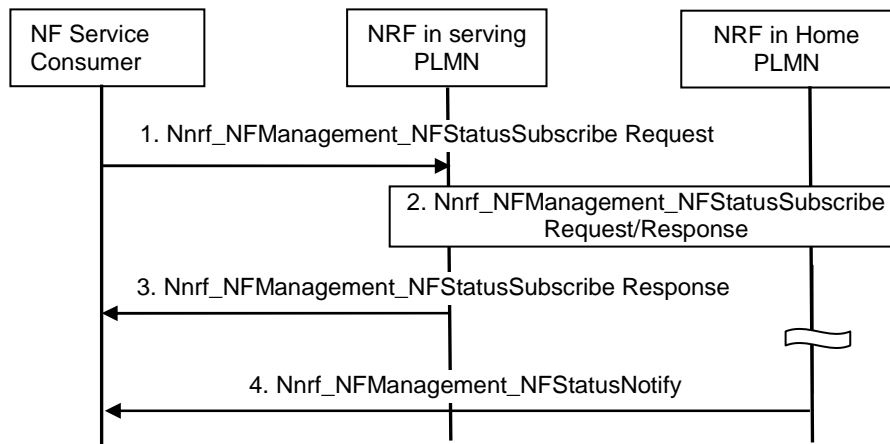 NF Service
Consumer
NRF in serving
PLMN
NRF in Home
PLMN
1. Nnrf_NFManagement_NFStatusSubscribe Request
2. Nnrf_NFManagement_NFStatusSubscribe
Request/Response
3. Nnrf_NFManagement_NFStatusSubscribe Response
4. Nnrf_NFManagement_NFStatusNotify